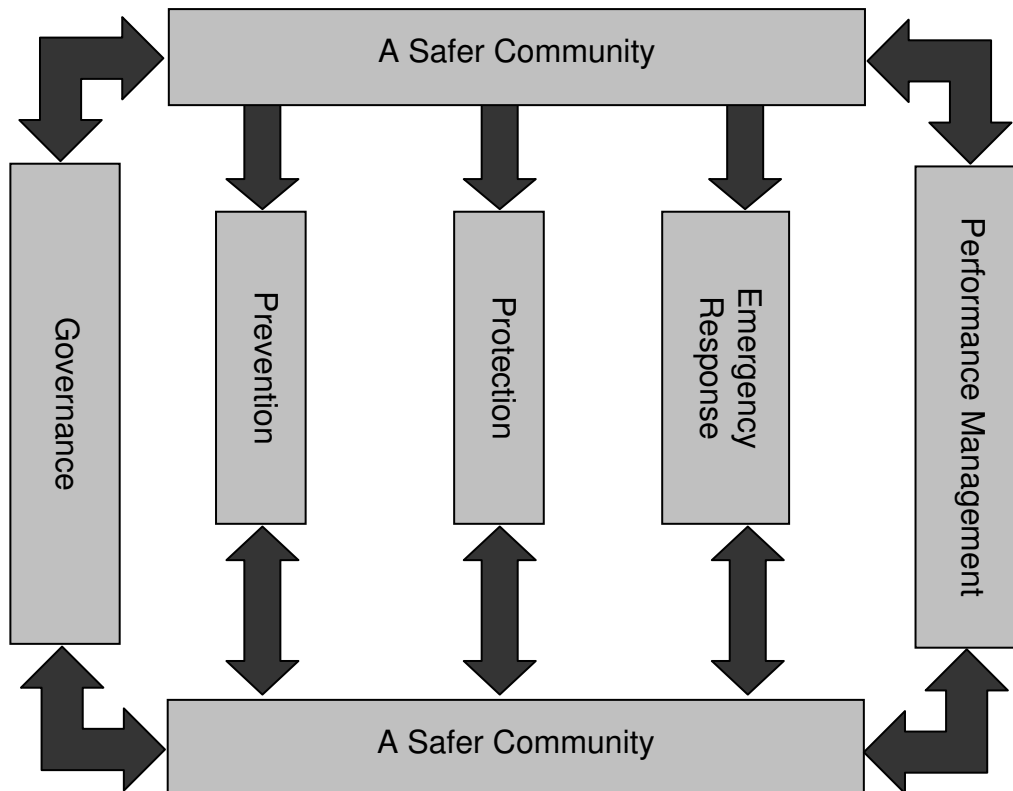 A Safer Community
Governance
Prevention
Protection
Emergency
Response
Performance Management
A Safer Community